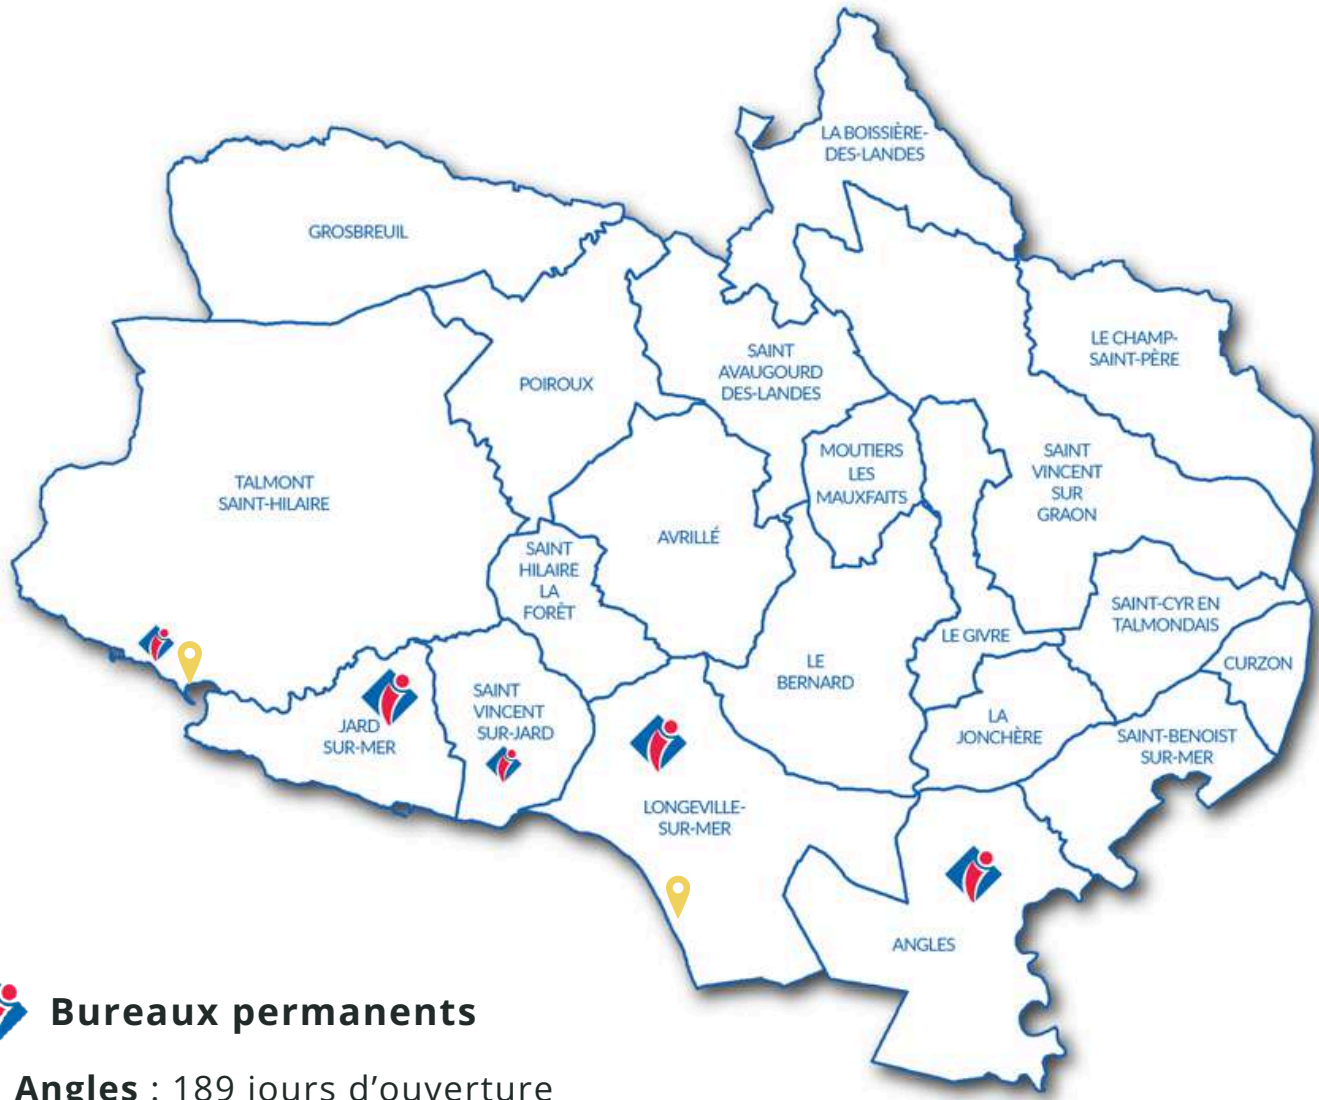 LA BOISSIÈRE-
DES-LANDES
GROSBREUIL
LE CHAMP-
SAINT-PÈRE
SAINT
AVAUGOURD
DES-LANDES
POIROUX
MOUTIERS
LES
MAUXFAITS
SAINT
VINCENT
SUR
GRAON
TALMONT
SAINT-HILAIRE
AVRILLÉ
SAINT
HILAIRE
LA
FORÊT
SAINT-CYR EN
TALMONDAIS
LE GIVRE
CURZON
LE
BERNARD
SAINT
VINCENT
SUR-JARD
JARD
SUR-MER
LA
JONCHÈRE
SAINT-BENOIST
SUR-MER
LONGEVILLE-
SUR-MER
ANGLES
Bureaux permanents
Angles : 189 jours d’ouverture